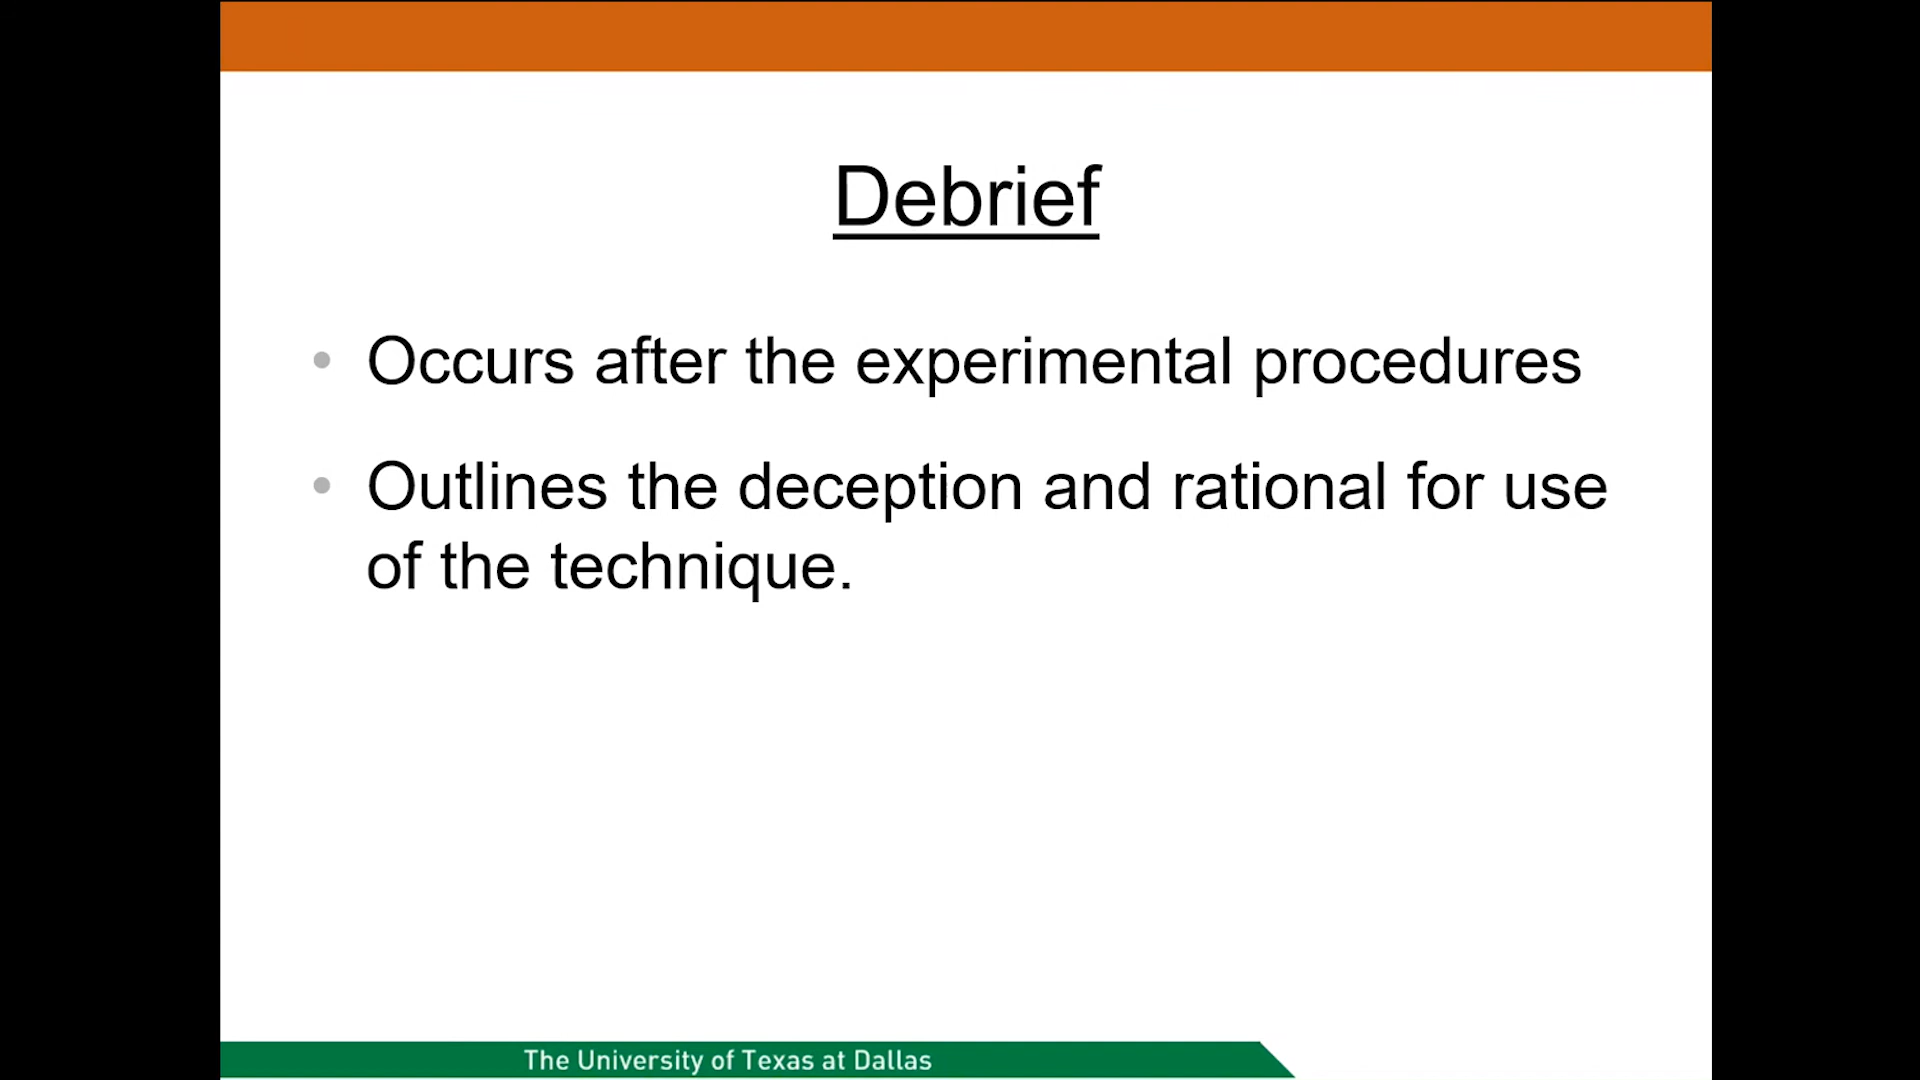 Debrief
• Occurs after the experimental procedures
• Outlines the deception and rational for use
of the technique.
The University of Texas at Dallas